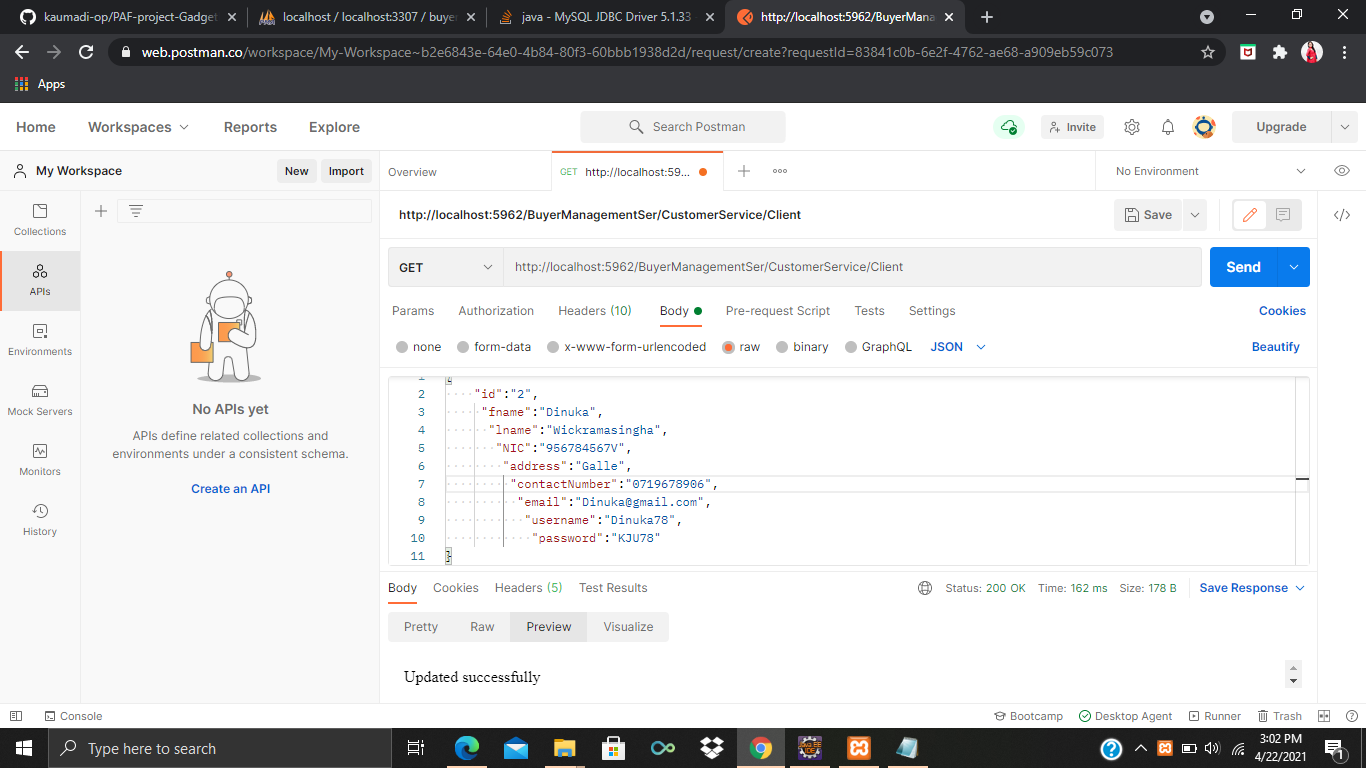 kaumadi-op/PAF-project-Gadget
localhost / localhost:3307 / buyer
java - MySQL JDBC Driver 5.1.33
http://localhost:5962/BuyerMana
web.postman.co/workspace/My-Workspace~b2e6843e-64e0-4b84-80f3-60bbb1938d2d/request/create?requestId=83841c0b-6e2f-4762-ae68-a909eb59c073
Apps
Home Workspaces Reports Explore Search Postman Invite Upgrade
My Workspace New Import
Overview GET http://localhost:59... No Environment
http://localhost:5962/BuyerManagementSer/CustomerService/Client Save
Collections
APIs
Environments
Mock Servers
Monitors
History
No APIs yet
APIs define related collections and
environments under a consistent schema.
Create an API
GET http://localhost:5962/BuyerManagementSer/CustomerService/Client Send
Params Authorization Headers (10) Body Pre-request Script Tests Settings Cookies
none form-data x-www-form-urlencoded raw binary GraphQL JSON Beautify
1 {
2 "id":"2",
3 "fname":"Dinuka",
4 "lname":"Wickramasingha",
5 "NIC":"956784567V",
6 "address":"Galle",
7 "contactNumber":"0719678906",
8 "email":"Dinuka@gmail.com",
9 "username":"Dinuka78",
10 "password":"KJU78"
11 }
Body Cookies Headers (5) Test Results Status: 200 OK Time: 162 ms Size: 178 B Save Response
Pretty Raw Preview Visualize
Updated successfully
Console Bootcamp Desktop Agent Runner Trash
Type here to search
3:02 PM
4/22/2021
1